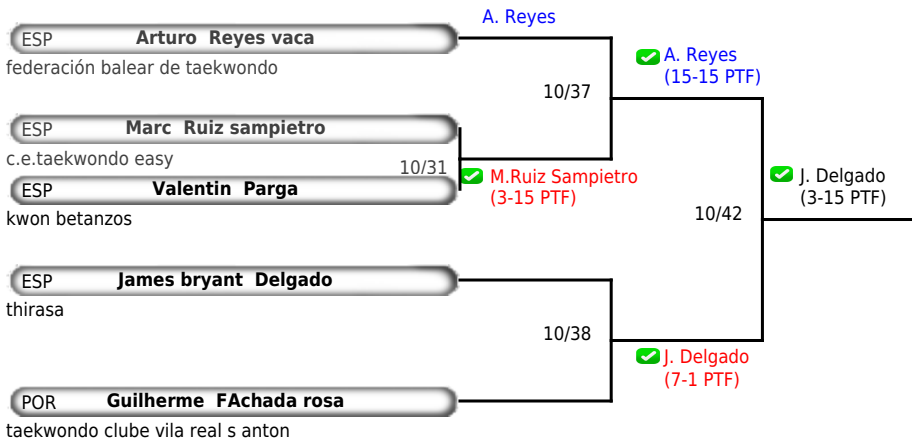 A. Reyes
ESP Arturo Reyes vaca
federación balear de taekwondo
A. Reyes
(15-15 PTF)
10/37
ESP Marc Ruiz sampietro
c.e.taekwondo easy
10/31
M.Ruiz Sampietro
(3-15 PTF)
ESP Valentin Parga
kwon betanzos
J. Delgado
(3-15 PTF)
10/42
ESP James bryant Delgado
thirasa
10/38
J. Delgado
(7-1 PTF)
POR Guilherme FAchada rosa
taekwondo clube vila real s anton